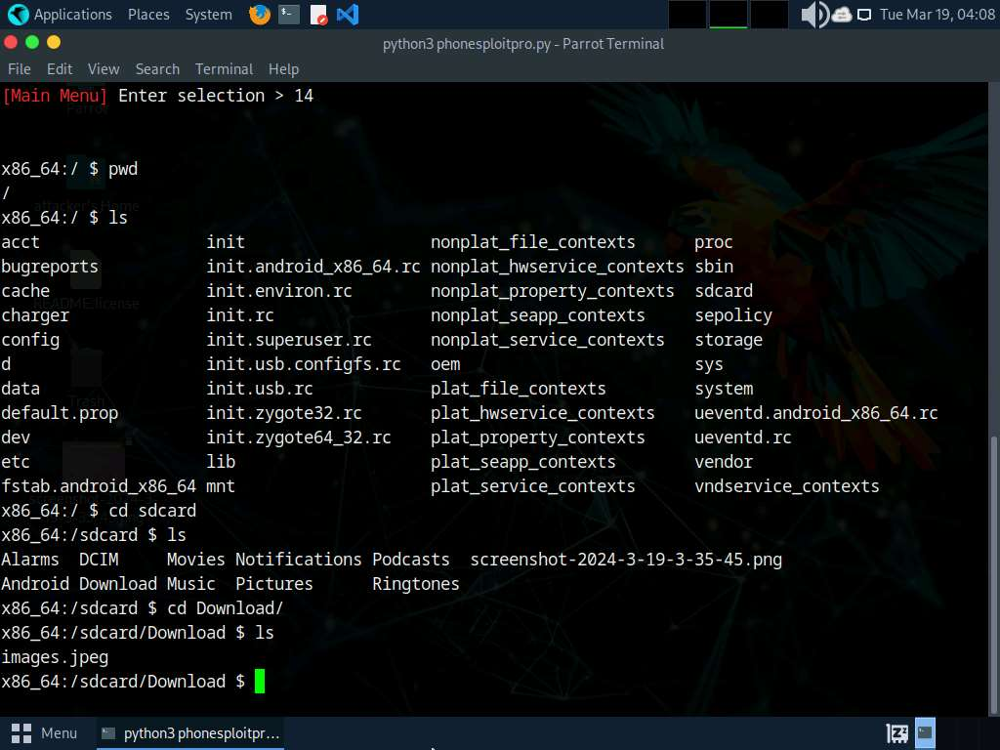 Applications Places System Tue Mar 19, 04:08
python3 phonesploitpro.py - Parrot Terminal
File Edit View Search Terminal Help
[Main Menu] Enter selection > 14
x86_64:/ $ pwd
/
x86_64:/ $ ls
acct init nonplat_file_contexts proc
bugreports init.android_x86_64.rc nonplat_hwservice_contexts sbin
cache init.environ.rc nonplat_property_contexts sdcard
charger init.rc nonplat_seapp_contexts sepolicy
config init.superuser.rc nonplat_service_contexts storage
d init.usb.configfs.rc oem sys
data init.usb.rc plat_file_contexts system
default.prop init.zygote32.rc plat_hwservice_contexts ueventd.android_x86_64.rc
dev init.zygote64_32.rc plat_property_contexts ueventd.rc
etc lib plat_seapp_contexts vendor
fstab.android_x86_64 mnt plat_service_contexts vndservice_contexts
x86_64:/ $ cd sdcard
x86_64:/sdcard $ ls
Alarms DCIM Movies Notifications Podcasts screenshot-2024-3-19-3-35-45.png
Android Download Music Pictures Ringtones
x86_64:/sdcard $ cd Download/
x86_64:/sdcard/Download $ ls
images.jpeg
x86_64:/sdcard/Download $
Parrot
attacker's Home
README.license
Trash
Menu python3 phonesploitpr...